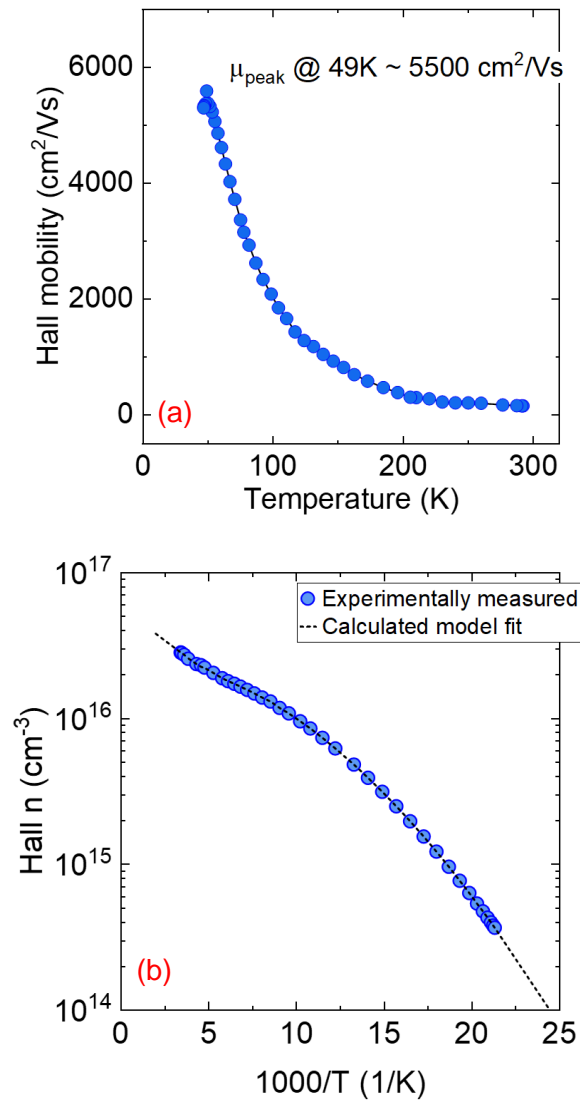 μpeak @ 49K ~ 5500 cm²/Vs
6000
4000
2000
0
Hall mobility (cm²/Vs)
(a)
0 100 200 300
Temperature (K)
10¹⁷
10¹⁶
10¹⁵
10¹⁴
Hall n (cm⁻³)
Experimentally measured
Calculated model fit
(b)
0 5 10 15 20 25
1000/T (1/K)